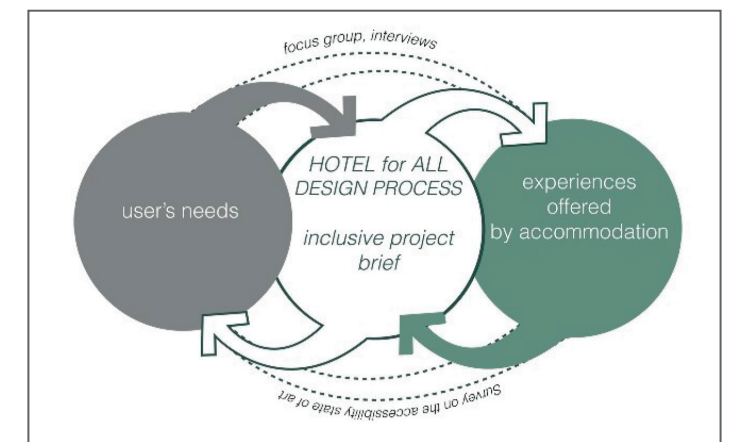 focus group, interviews
HOTEL for ALL
DESIGN PROCESS
inclusive project
brief
user's needs
experiences
offered
by accommodation
Survey on the accessibility state of art